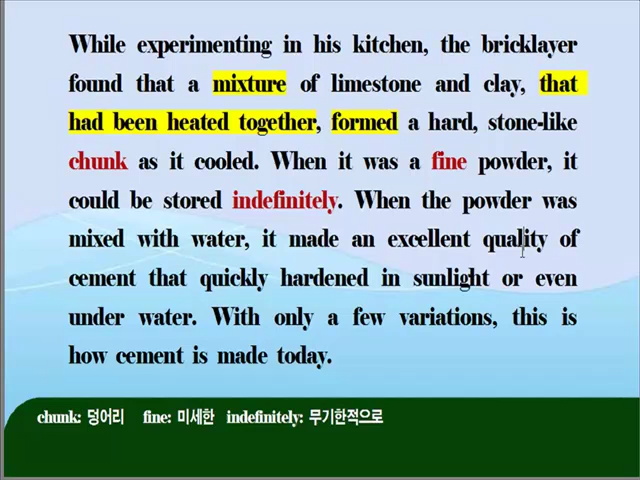 While experimenting in his kitchen, the bricklayer
found that a mixture of limestone and clay, that
had been heated together, formed a hard, stone-like
chunk as it cooled. When it was a fine powder, it
could be stored indefinitely. When the powder was
mixed with water, it made an excellent quality of
cement that quickly hardened in sunlight or even
under water. With only a few variations, this is
how cement is made today.
chunk: 덩어리 fine: 미세한 indefinitely: 무기한적으로